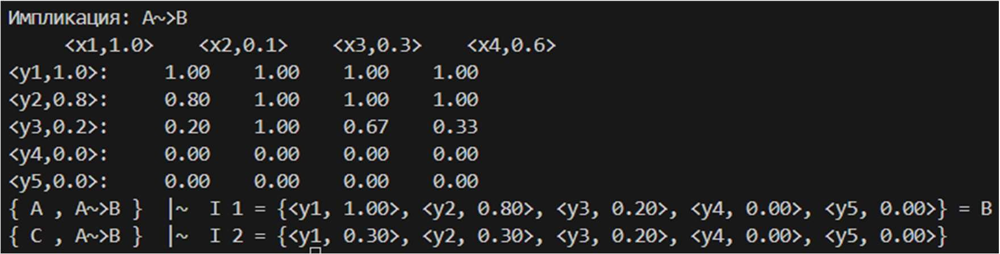 Импликация: A~>B
<x1,1.0> <x2,0.1> <x3,0.3> <x4,0.6>
<y1,1.0>: 1.00 1.00 1.00 1.00
<y2,0.8>: 0.80 1.00 1.00 1.00
<y3,0.2>: 0.20 1.00 0.67 0.33
<y4,0.0>: 0.00 0.00 0.00 0.00
<y5,0.0>: 0.00 0.00 0.00 0.00
{ A , A~>B } |~ I 1 = {<y1, 1.00>, <y2, 0.80>, <y3, 0.20>, <y4, 0.00>, <y5, 0.00>} = B
{ C , A~>B } |~ I 2 = {<y1, 0.30>, <y2, 0.30>, <y3, 0.20>, <y4, 0.00>, <y5, 0.00>}